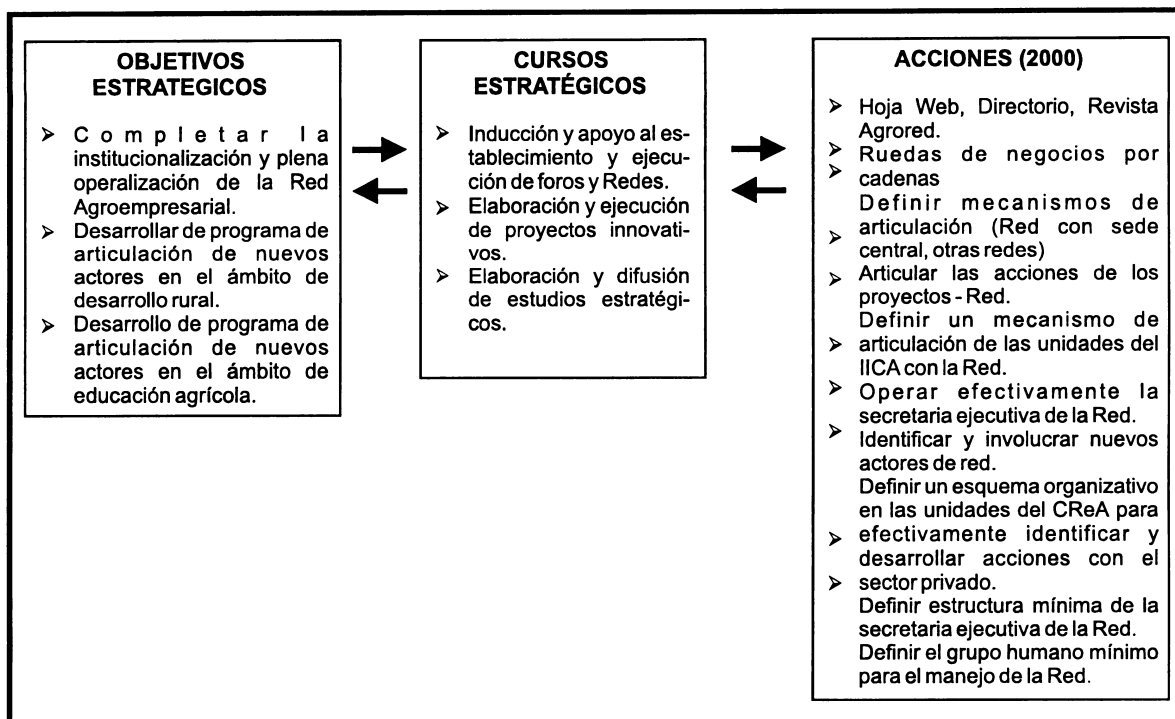 OBJETIVOS
ESTRATEGICOS
➢ Completar la
institucionalización y plena
operalización de la Red
Agroempresarial.
➢ Desarrollar de programa de
articulación de nuevos
actores en el ámbito de
desarrollo rural.
➢ Desarrollo de programa de
articulación de nuevos
actores en el ámbito de
educación agrícola.
CURSOS
ESTRATÉGICOS
➢ Inducción y apoyo al es-
tablecimiento y ejecu-
ción de foros y Redes.
➢ Elaboración y ejecución
de proyectos innovati-
vos.
➢ Elaboración y difusión
de estudios estratégi-
cos.
ACCIONES (2000)
➢ Hoja Web, Directorio, Revista
Agrored.
➢ Ruedas de negocios por
➢ cadenas
Definir mecanismos de
➢ articulación (Red con sede
central, otras redes)
➢ Articular las acciones de los
proyectos - Red.
Definir un mecanismo de
➢ articulación de las unidades del
IICA con la Red.
➢ Operar efectivamente la
secretaria ejecutiva de la Red.
➢ Identificar y involucrar nuevos
actores de red.
Definir un esquema organizativo
en las unidades del CReA para
➢ efectivamente identificar y
desarrollar acciones con el
➢ sector privado.
Definir estructura mínima de la
secretaria ejecutiva de la Red.
Definir el grupo humano mínimo
para el manejo de la Red.